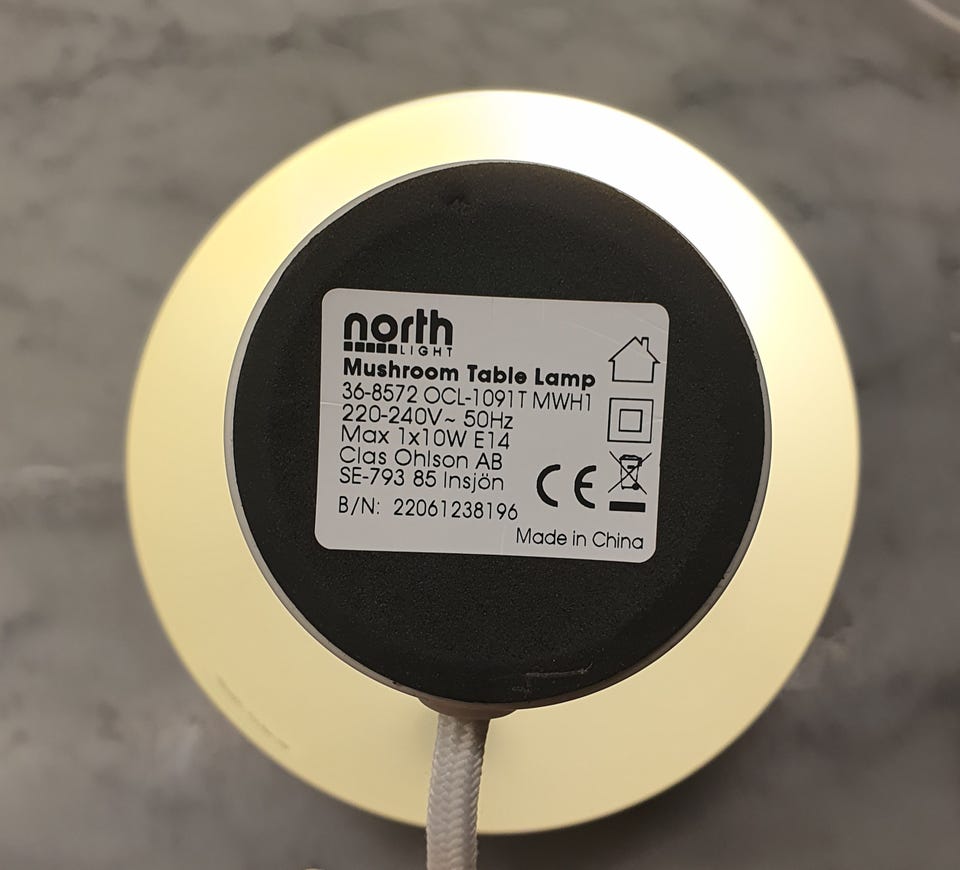 north
LIGHT
Mushroom Table Lamp
36-8572 OCL-1091T MWH1
220-240V~ 50Hz
Max 1x10W E14
Clas Ohlson AB
SE-793 85 Insjön
B/N: 22061238196
CE
Made in China